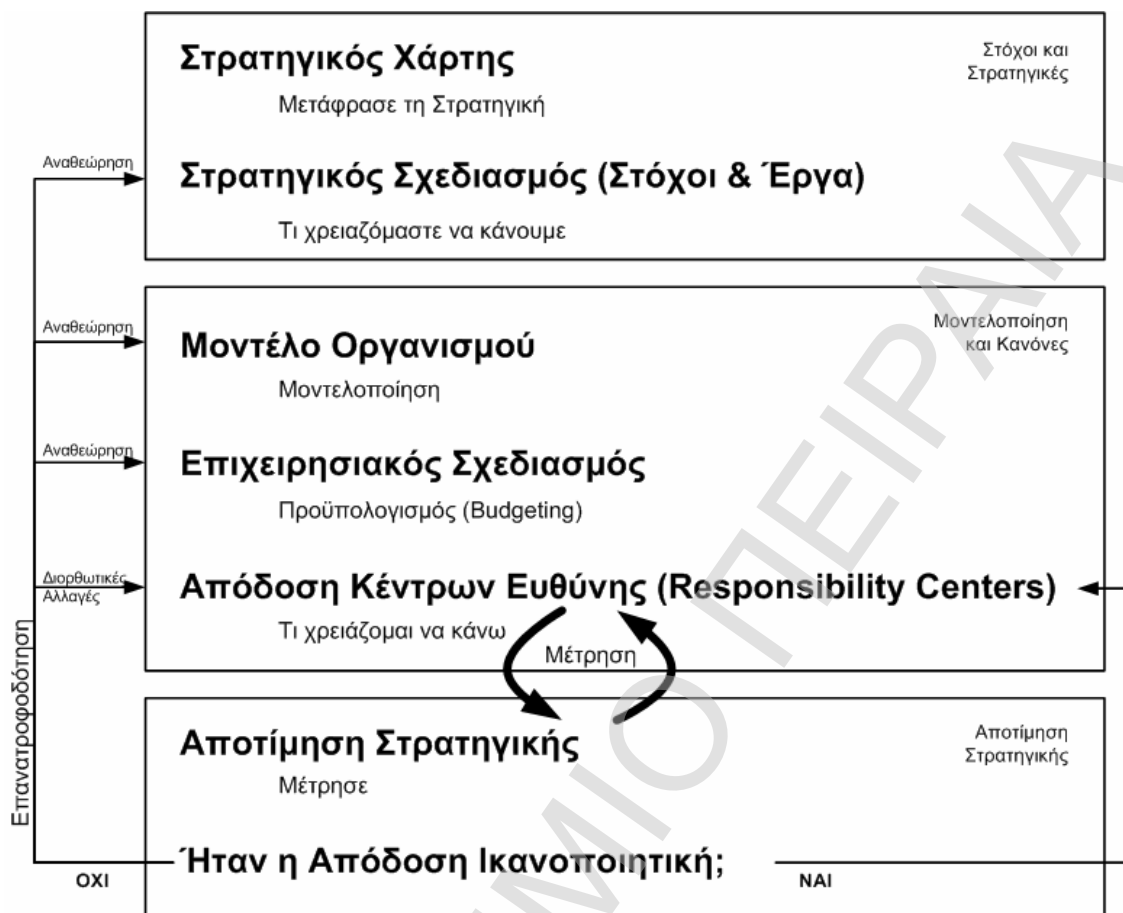 Στρατηγικός Χάρτης
Στόχοι και
Στρατηγικές
Μετάφρασε τη Στρατηγική
Αναθεώρηση
Στρατηγικός Σχεδιασμός (Στόχοι & Έργα)
Τι χρειαζόμαστε να κάνουμε
Μοντελοποίηση
και Κανόνες
Αναθεώρηση
Μοντέλο Οργανισμού
Μοντελοποίηση
Αναθεώρηση
Επιχειρησιακός Σχεδιασμός
Προϋπολογισμός (Budgeting)
Διορθωτικές
Αλλαγές
Απόδοση Κέντρων Ευθύνης (Responsibility Centers)
Τι χρειάζομαι να κάνω
Μέτρηση
Επανατροφοδότηση
Αποτίμηση Στρατηγικής
Αποτίμηση
Στρατηγικής
Μέτρησε
Ήταν η Απόδοση Ικανοποιητική;
ΟΧΙ
ΝΑΙ
ΜΙΟ ΠΕΙΡΑΙΑ